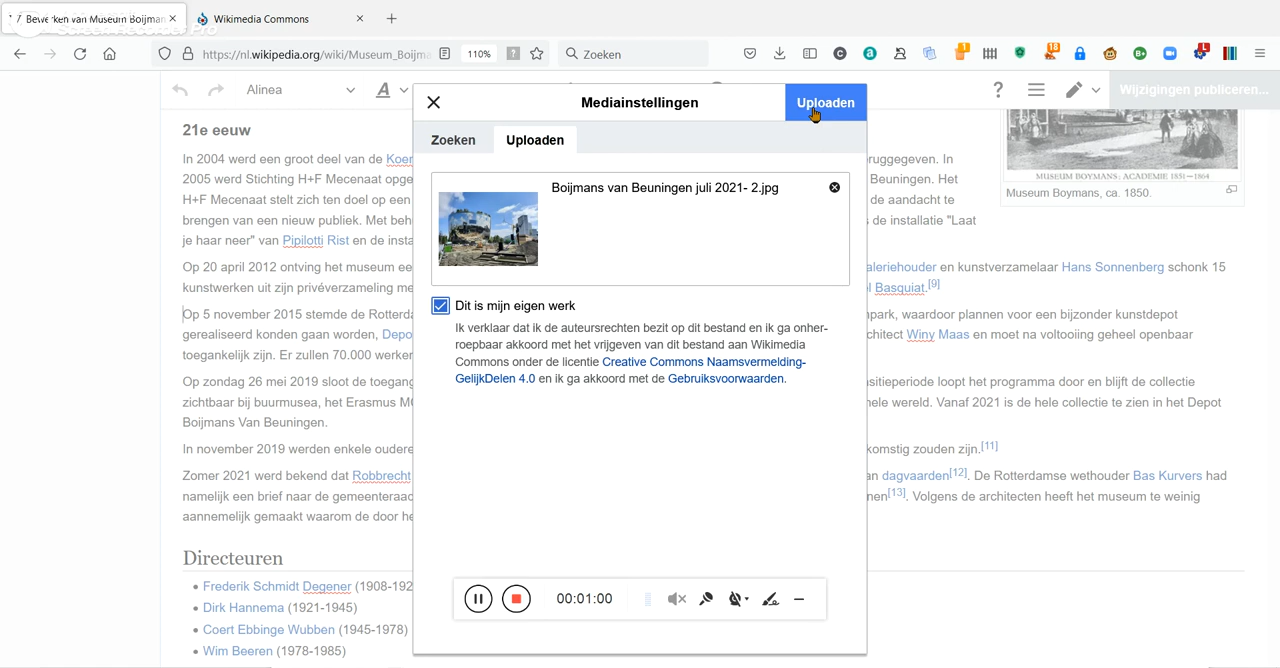 Bewerken van Museum Boijman
Wikimedia Commons
https://nl.wikipedia.org/wiki/Museum_Boijma
110%
Zoeken
Alinea
A
Mediainstellingen
Uploaden
Wijzigingen publiceren...
Zoeken
Uploaden
Boijmans van Beuningen juli 2021- 2.jpg
Dit is mijn eigen werk
Ik verklaar dat ik de auteursrechten bezit op dit bestand en ik ga onher-
roepbaar akkoord met het vrijgeven van dit bestand aan Wikimedia
Commons onder de licentie Creative Commons Naamsvermelding-
GelijkDelen 4.0 en ik ga akkoord met de Gebruiksvoorwaarden.
00:01:00
21e eeuw
In 2004 werd een groot deel van de Koen
ruggegeven. In
2005 werd Stichting H+F Mecenaat opge
Beuningen. Het
H+F Mecenaat stelt zich ten doel op een
de aandacht te
brengen van een nieuw publiek. Met beh
de installatie "Laat
je haar neer" van Pipilotti Rist en de insta
MUSEUM BOYMANS: ACADEMIE 1851-1864
Museum Boymans, ca. 1850.
Op 20 april 2012 ontving het museum ee
aleriehouder en kunstverzamelaar Hans Sonnenberg schonk 15
kunstwerken uit zijn privéverzameling me
l Basquiat.[9]
Op 5 november 2015 stemde de Rotterda
npark, waardoor plannen voor een bijzonder kunstdepot
gerealiseerd konden gaan worden, Depo
chitect Winy Maas en moet na voltooiing geheel openbaar
toegankelijk zijn. Er zullen 70.000 werken
Op zondag 26 mei 2019 sloot de toegang
sitieperiode loopt het programma door en blijft de collectie
zichtbaar bij buurmusea, het Erasmus MC
hele wereld. Vanaf 2021 is de hele collectie te zien in het Depot
Boijmans Van Beuningen.
In november 2019 werden enkele oudere
komstig zouden zijn.[11]
Zomer 2021 werd bekend dat Robbrecht
an dagvaarden[12]. De Rotterdamse wethouder Bas Kurvers had
namelijk een brief naar de gemeenteraad
nen[13]. Volgens de architecten heeft het museum te weinig
aannemelijk gemaakt waarom de door he
Directeuren
Frederik Schmidt Degener (1908-192
Dirk Hannema (1921-1945)
Coert Ebbinge Wubben (1945-1978)
Wim Beeren (1978-1985)